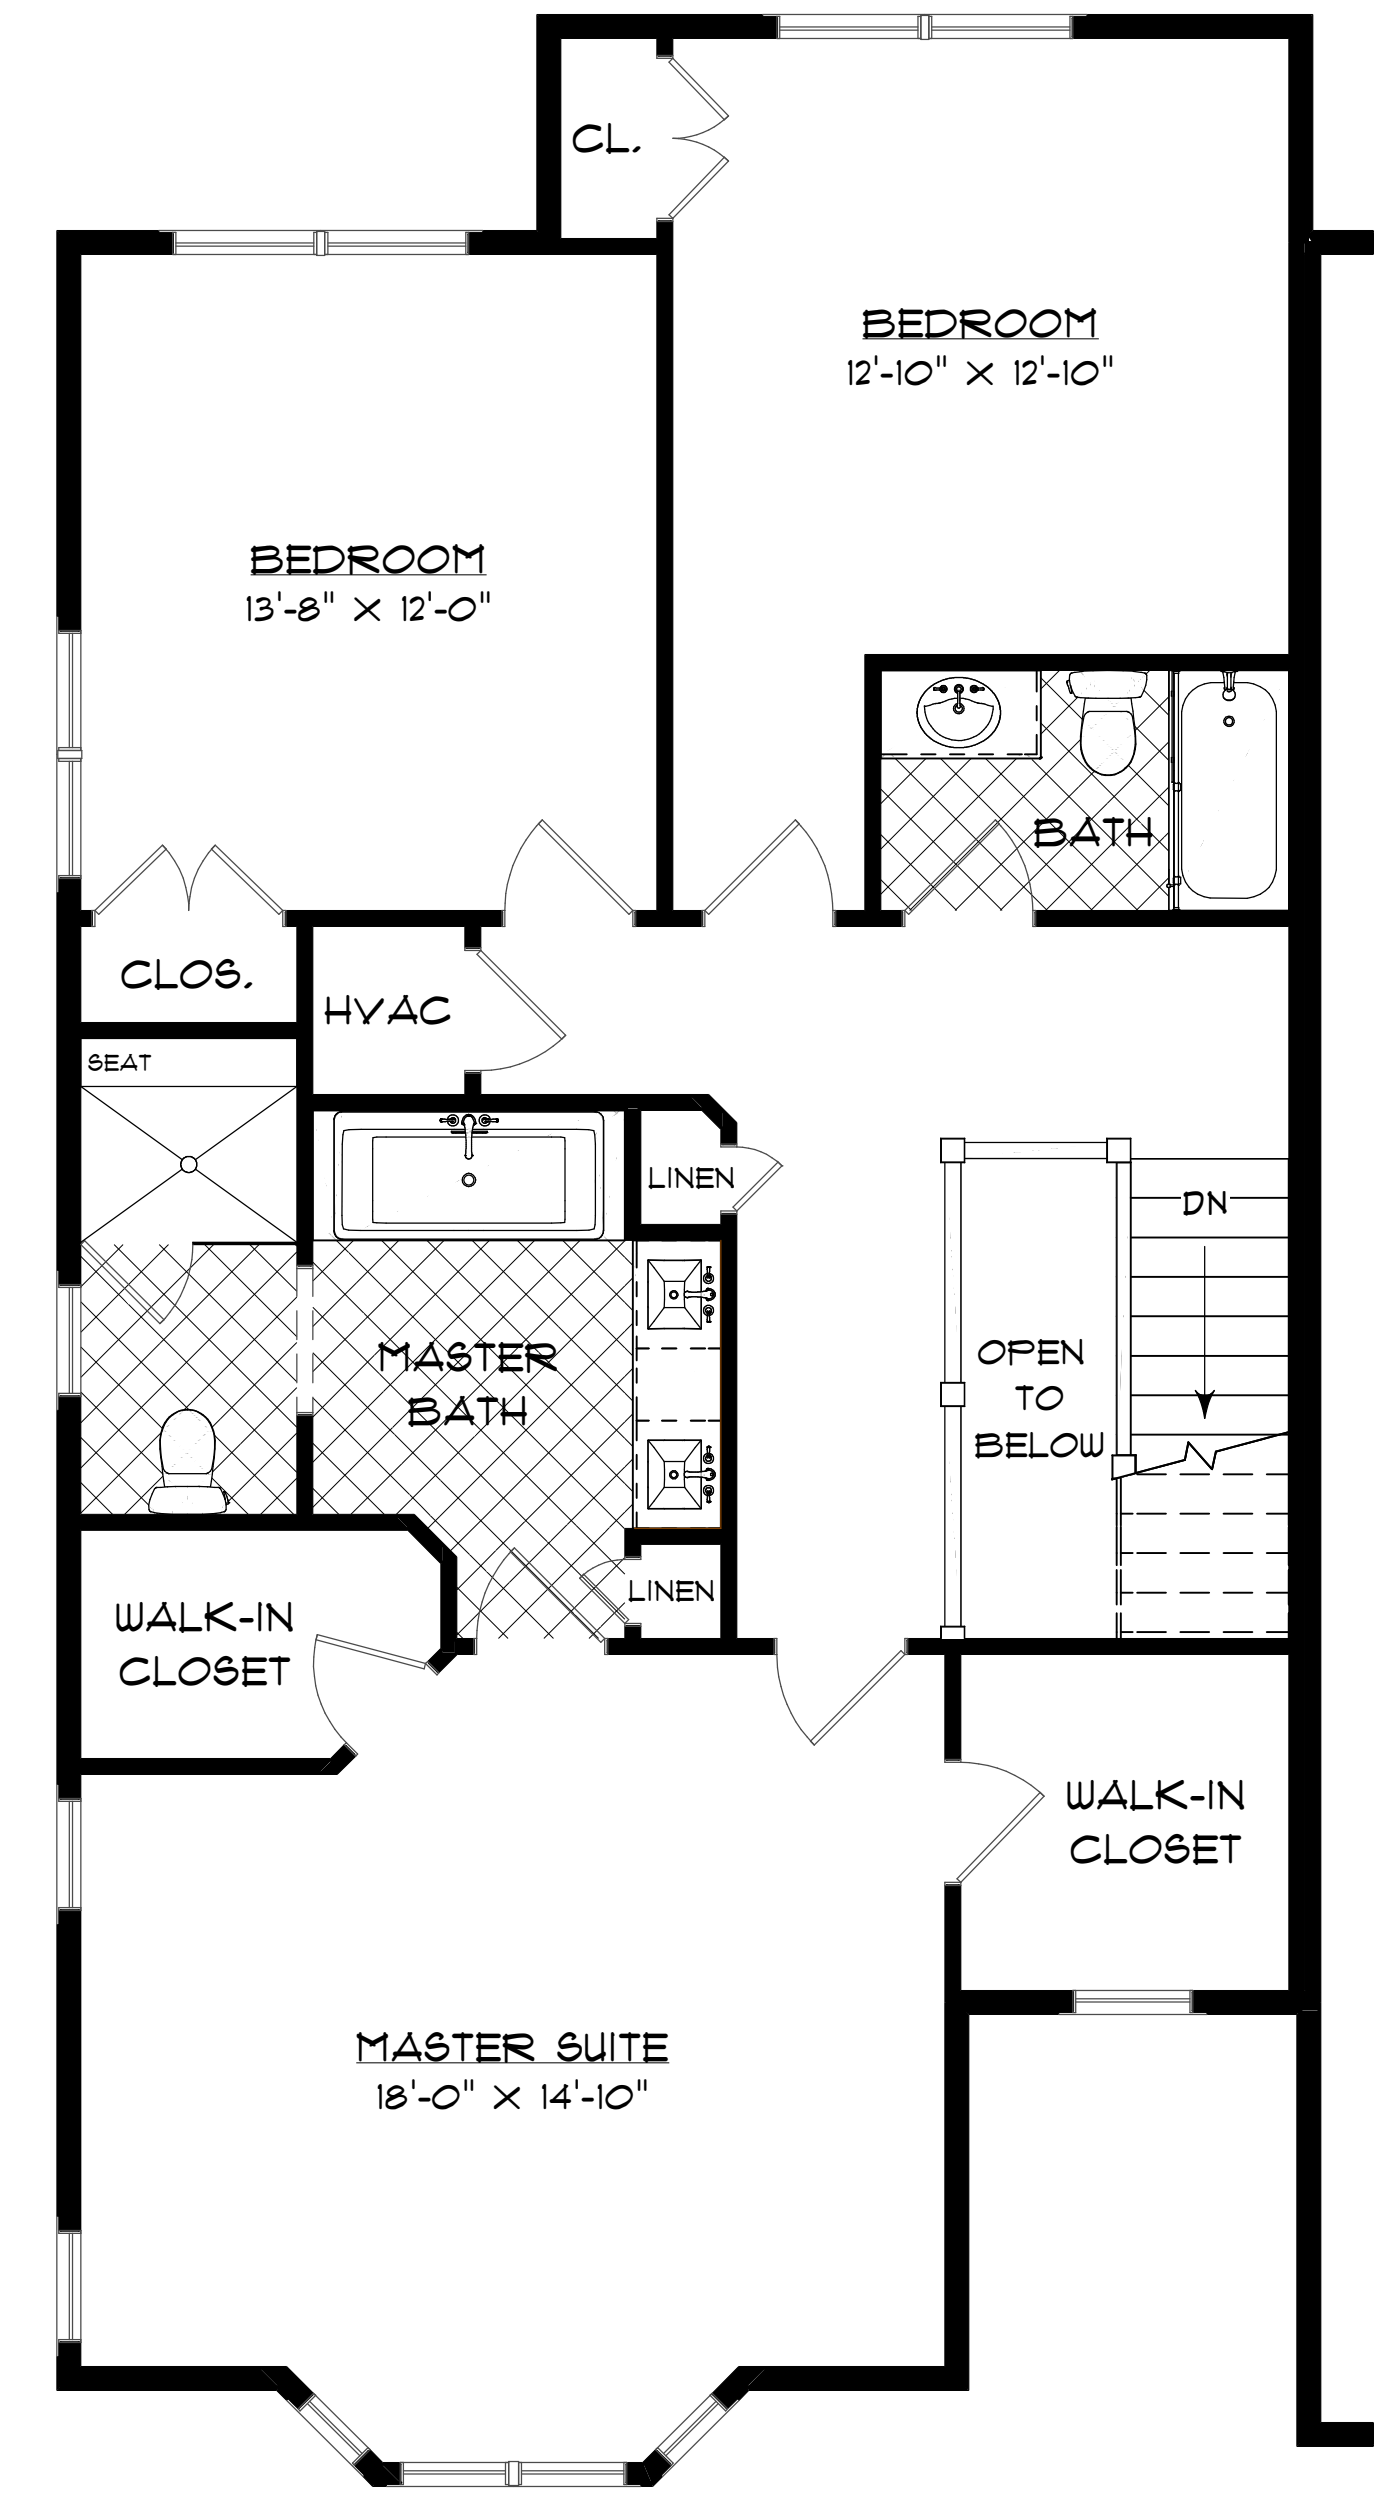 CL.
BEDROOM
12'-10" X 12'-10"
BEDROOM
13'-8" X 12'-0"
BATH
CLOS.
HVAC
SEAT
LINEN
DN
MASTER
BATH
OPEN
TO
BELOW
LINEN
WALK-IN
CLOSET
WALK-IN
CLOSET
MASTER SUITE
18'-0" X 14'-10"